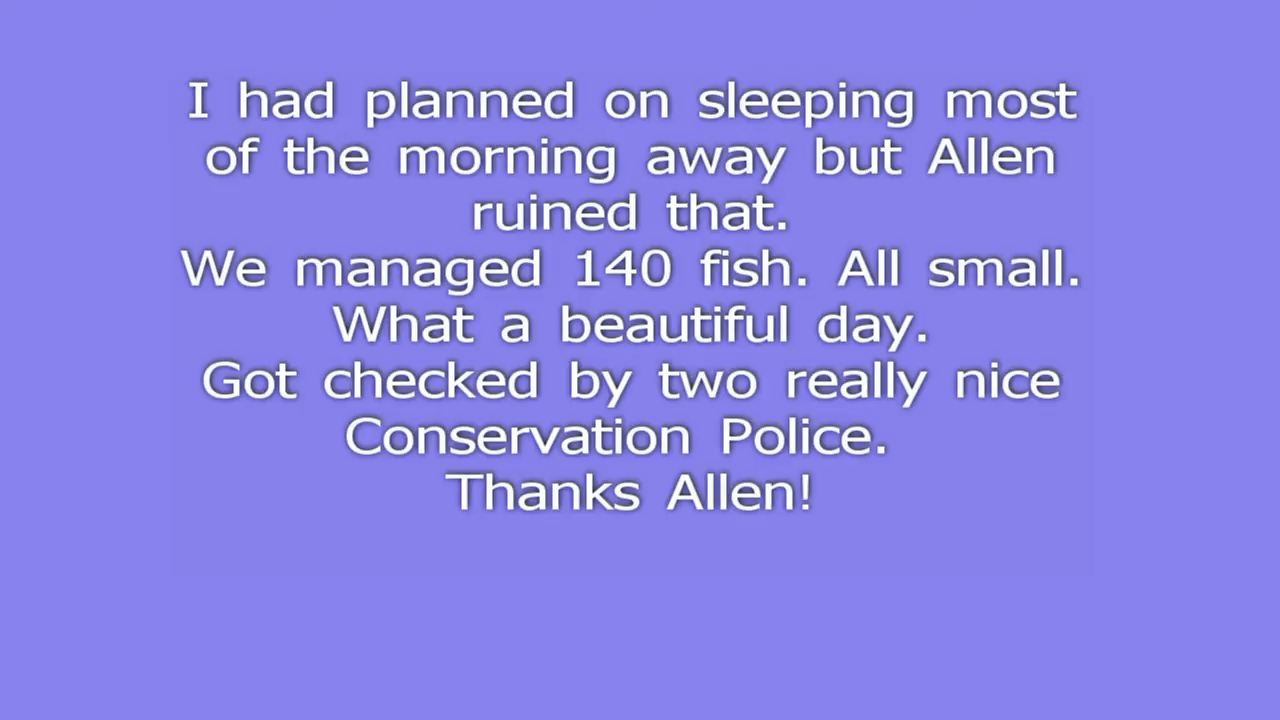 I had planned on sleeping most
of the morning away but Allen
ruined that.
We managed 140 fish. All small.
What a beautiful day.
Got checked by two really nice
Conservation Police.
Thanks Allen!